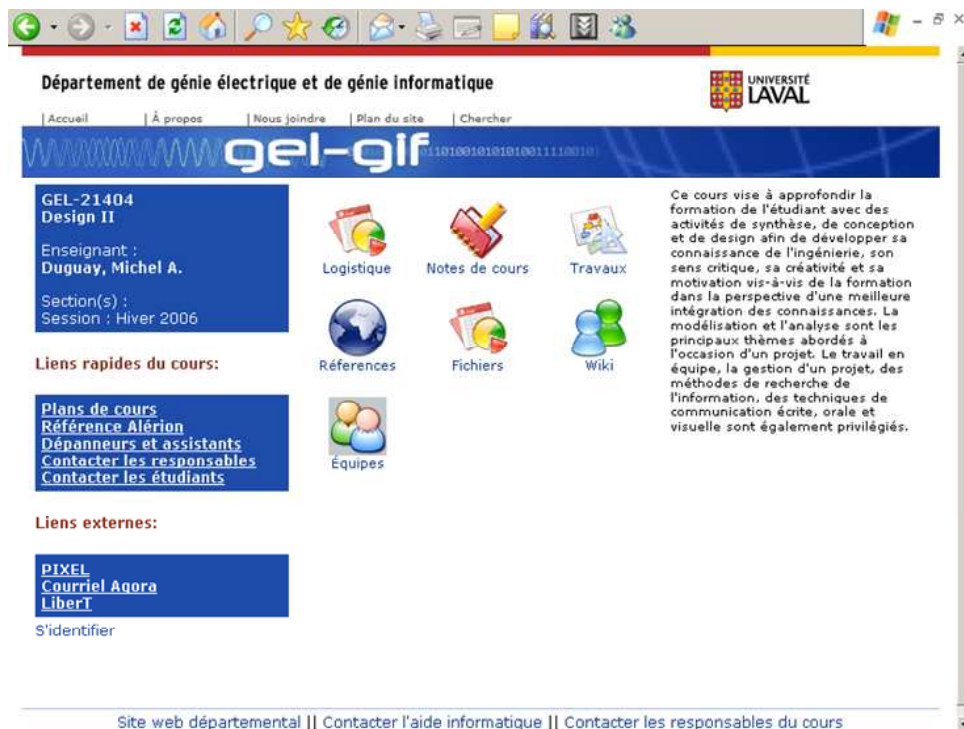 Département de génie électrique et de génie informatique
UNIVERSITÉ
LAVAL
| Accueil | À propos | Nous joindre | Plan du site | Chercher
gel-gif
GEL-21404
Design II
Enseignant :
Duguay, Michel A.
Section(s) :
Session : Hiver 2006
Liens rapides du cours:
Plans de cours
Référence Alérion
Dépanneurs et assistants
Contacter les responsables
Contacter les étudiants
Liens externes:
PIXEL
Courriel Agora
LiberT
S'identifier
Logistique Notes de cours Travaux
Réferences Fichiers Wiki
Équipes
Ce cours vise à approfondir la
formation de l'étudiant avec des
activités de synthèse, de conception
et de design afin de développer sa
connaissance de l'ingénierie, son
sens critique, sa créativité et sa
motivation vis-à-vis de la formation
dans la perspective d'une meilleure
intégration des connaissances. La
modélisation et l'analyse sont les
principaux thèmes abordés à
l'occasion d'un projet. Le travail en
équipe, la gestion d'un projet, des
méthodes de recherche de
l'information, des techniques de
communication écrite, orale et
visuelle sont également privilégiés.
Site web départemental || Contacter l'aide informatique || Contacter les responsables du cours